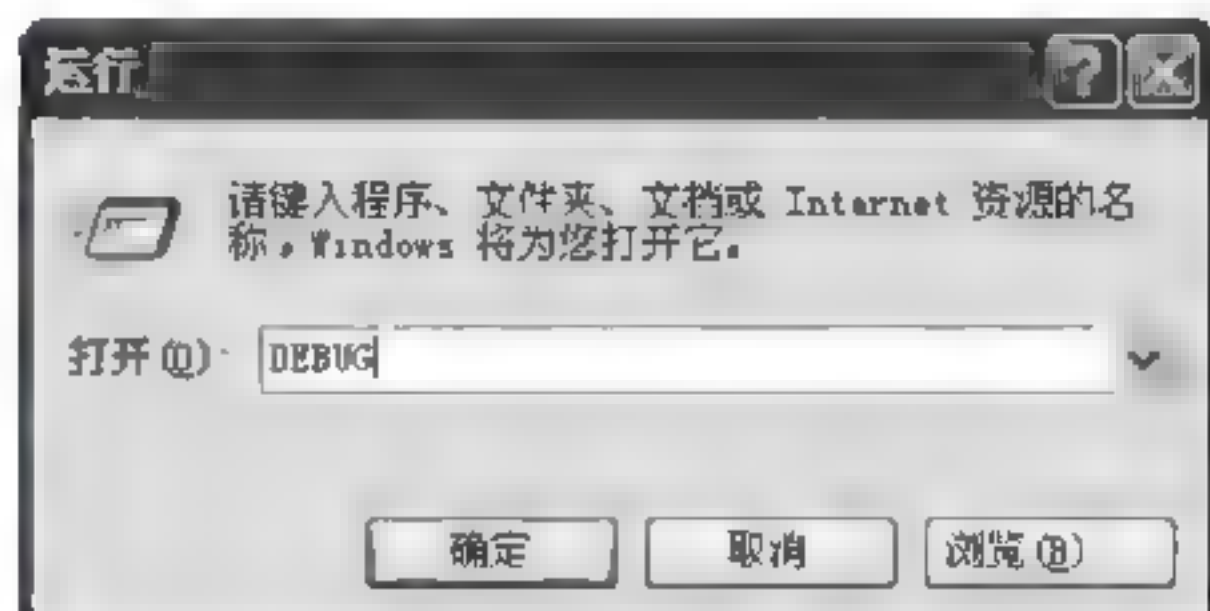 运行
请键入程序、文件夹、文档或 Internet 资源的名
称，Windows 将为您打开它。
打开(O): DEBUG
确定 取消 浏览(B)